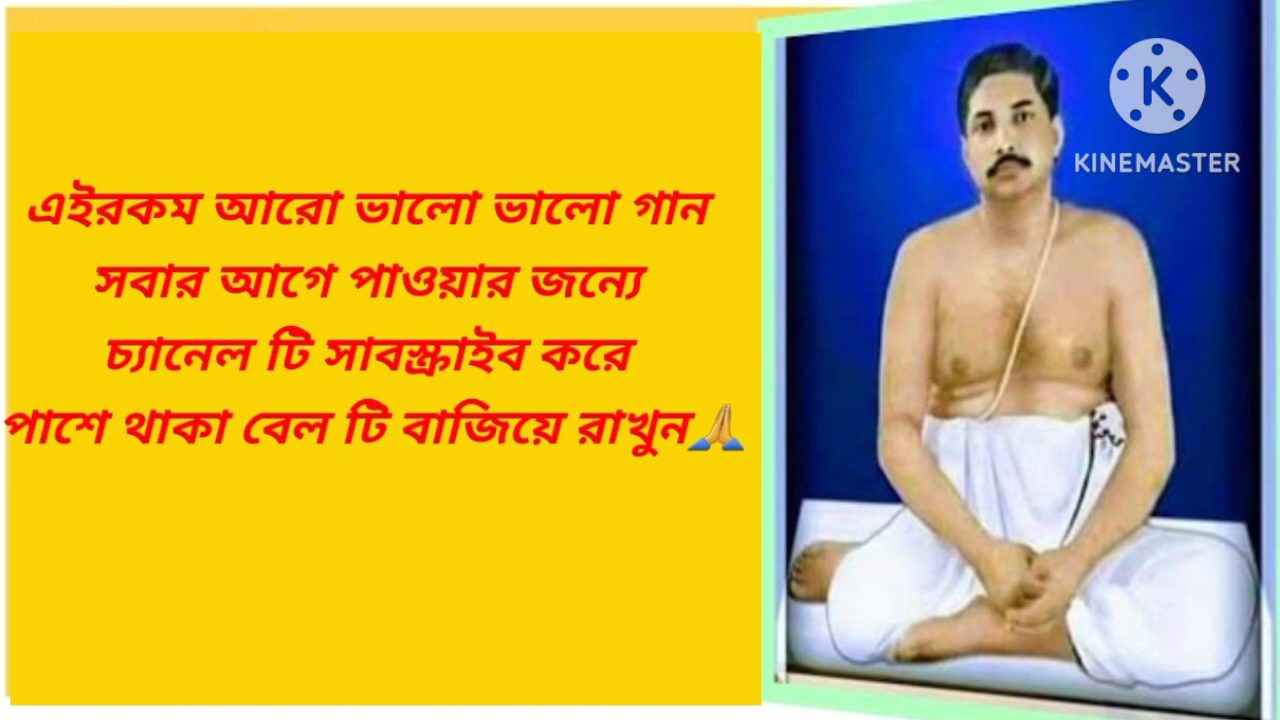 এইরকম আরো ভালো ভালো গান
সবার আগে পাওয়ার জন্যে
চ্যানেল টি সাবস্ক্রাইব করে
পাশে থাকা বেল টি বাজিয়ে রাখুন🙏
K
KINEMASTER